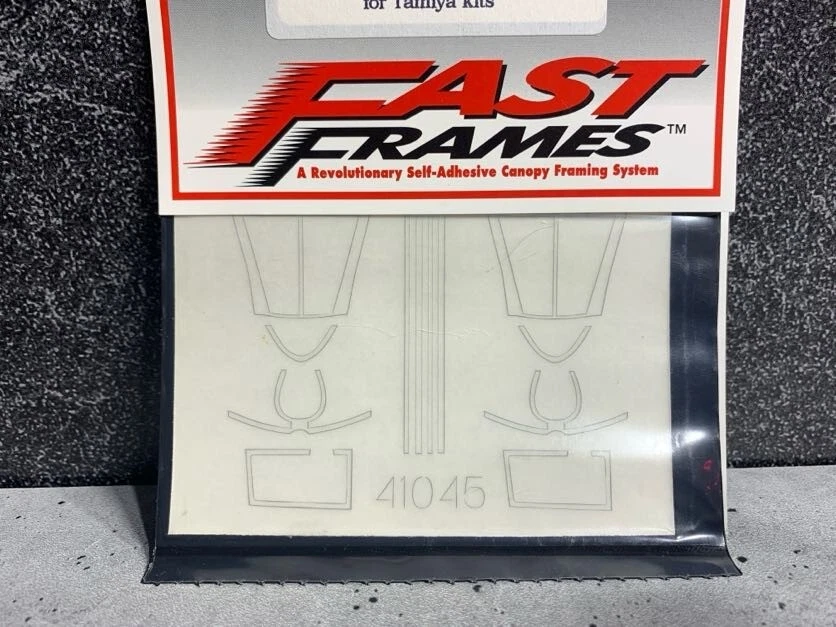 for Tamiya kits
FAST
FRAMES™
A Revolutionary Self-Adhesive Canopy Framing System
41045